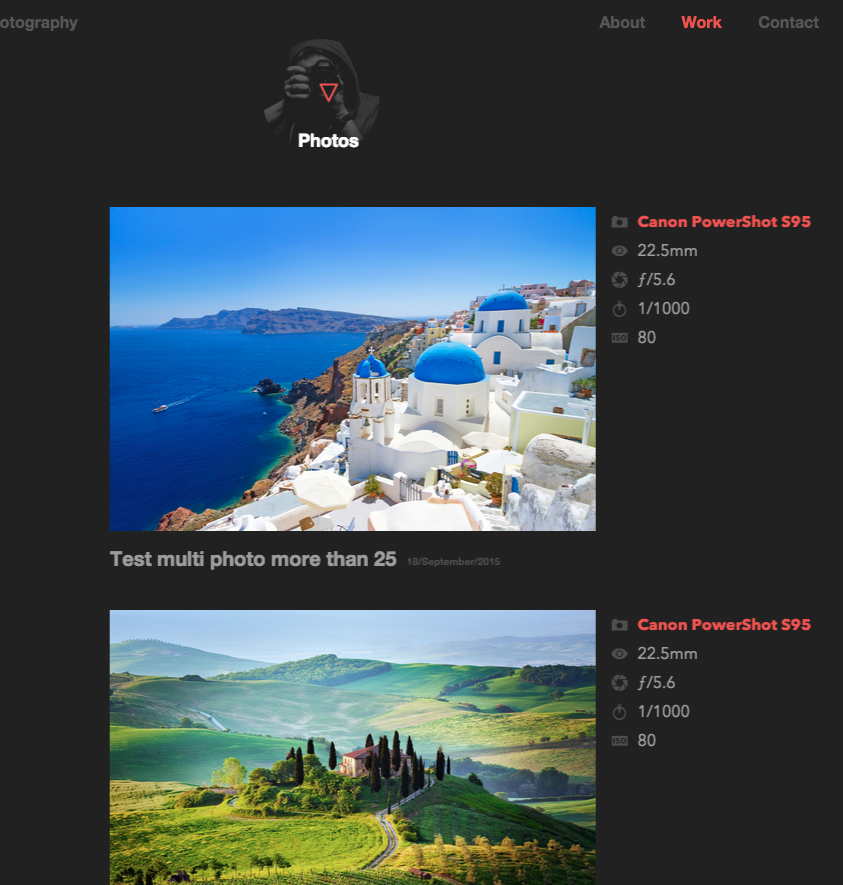 otography
About Work Contact
Photos
Canon PowerShot S95
22.5mm
ƒ/5.6
1/1000
ISO 80
Test multi photo more than 25 18/September/2015
Canon PowerShot S95
22.5mm
ƒ/5.6
1/1000
ISO 80